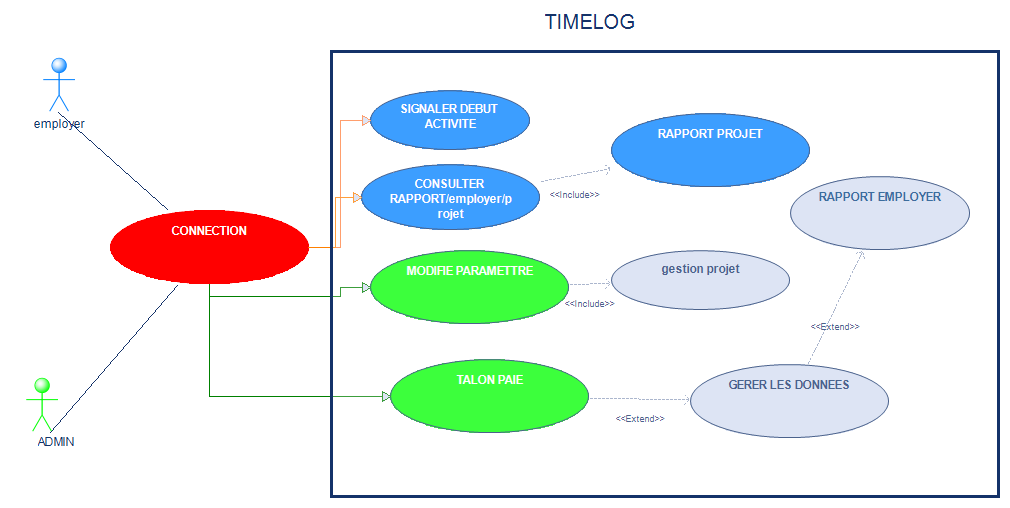 TIMELOG
employer
SIGNALER DEBUT
ACTIVITE
RAPPORT PROJET
CONSULTER
RAPPORT/employer/p
rojet
<<Include>>
RAPPORT EMPLOYER
CONNECTION
MODIFIE PARAMETTRE
gestion projet
<<Include>>
<<Extend>>
TALON PAIE
GERER LES DONNEES
<<Extend>>
ADMIN